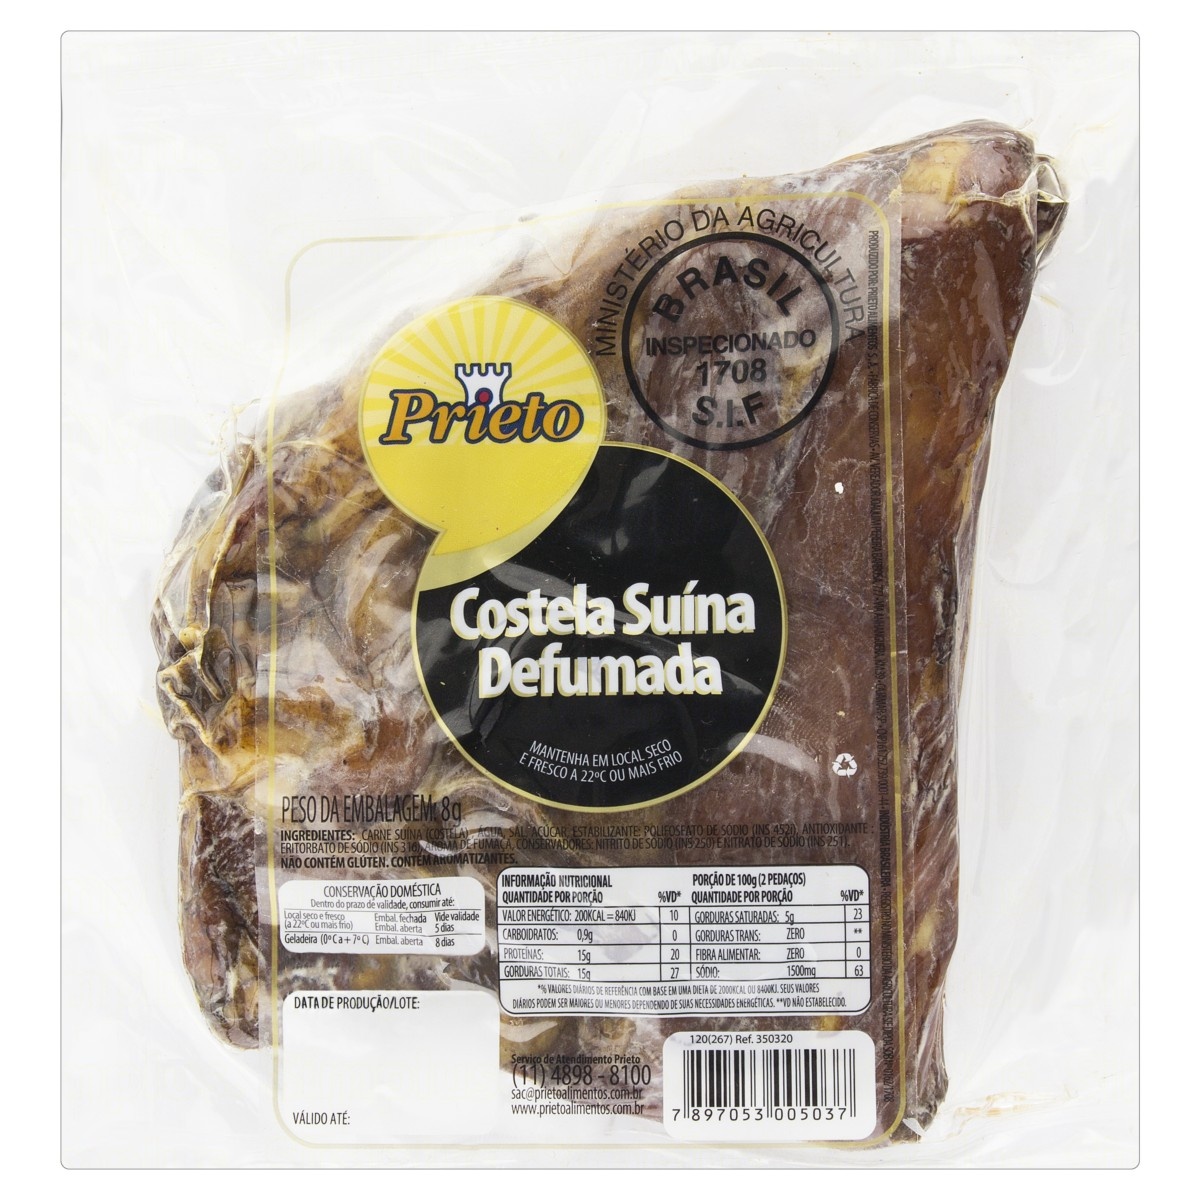 MINISTÉRIO DA AGRICULTURA
BRASIL
INSPECIONADO
1708
S.I.F
Prieto
Costela Suína
Defumada
MANTENHA EM LOCAL SECO
E FRESCO A 22ºC OU MAIS FRIO
PESO DA EMBALAGEM: 8g
INGREDIENTES: CARNE SUÍNA (COSTELA), ÁGUA, SAL, AÇÚCAR, ESTABILIZANTE: POLIFOSFATO DE SÓDIO (INS 452i), ANTIOXIDANTE:
ERITORBATO DE SÓDIO (INS 316), AROMA DE FUMAÇA, CONSERVADORES: NITRITO DE SÓDIO (INS 250) E NITRATO DE SÓDIO (INS 251).
NÃO CONTÉM GLÚTEN. CONTÉM AROMATIZANTES.
CONSERVAÇÃO DOMÉSTICA
Dentro do prazo de validade, consumir até:
Local seco e fresco Embal. fechada Vide validade
(a 22ºC ou mais frio) Embal. aberta 5 dias
Geladeira (0º C a + 7º C) Embal. aberta 8 dias
INFORMAÇÃO NUTRICIONAL PORÇÃO DE 100g (2 PEDAÇOS)
QUANTIDADE POR PORÇÃO %VD* QUANTIDADE POR PORÇÃO %VD*
VALOR ENERGÉTICO: 200KCAL = 840KJ 10 GORDURAS SATURADAS: 5g 23
CARBOIDRATOS: 0,9g 0 GORDURAS TRANS: ZERO **
PROTEÍNAS: 15g 20 FIBRA ALIMENTAR: ZERO 0
GORDURAS TOTAIS: 15g 27 SÓDIO: 1500mg 63
*% VALORES DIÁRIOS DE REFERÊNCIA COM BASE EM UMA DIETA DE 2000KCAL OU 8400KJ. SEUS VALORES
DIÁRIOS PODEM SER MAIORES OU MENORES DEPENDENDO DE SUAS NECESSIDADES ENERGÉTICAS. **VD NÃO ESTABELECIDO.
DATA DE PRODUÇÃO/LOTE:
VÁLIDO ATÉ:
Serviço de Atendimento Prieto
(11) 4898 - 8100
sac@prietoalimentos.com.br
www.prietoalimentos.com.br
120(267) Ref. 350320
7 897053 005037
PRODUZIDO POR: PRIETO ALIMENTOS S.A.